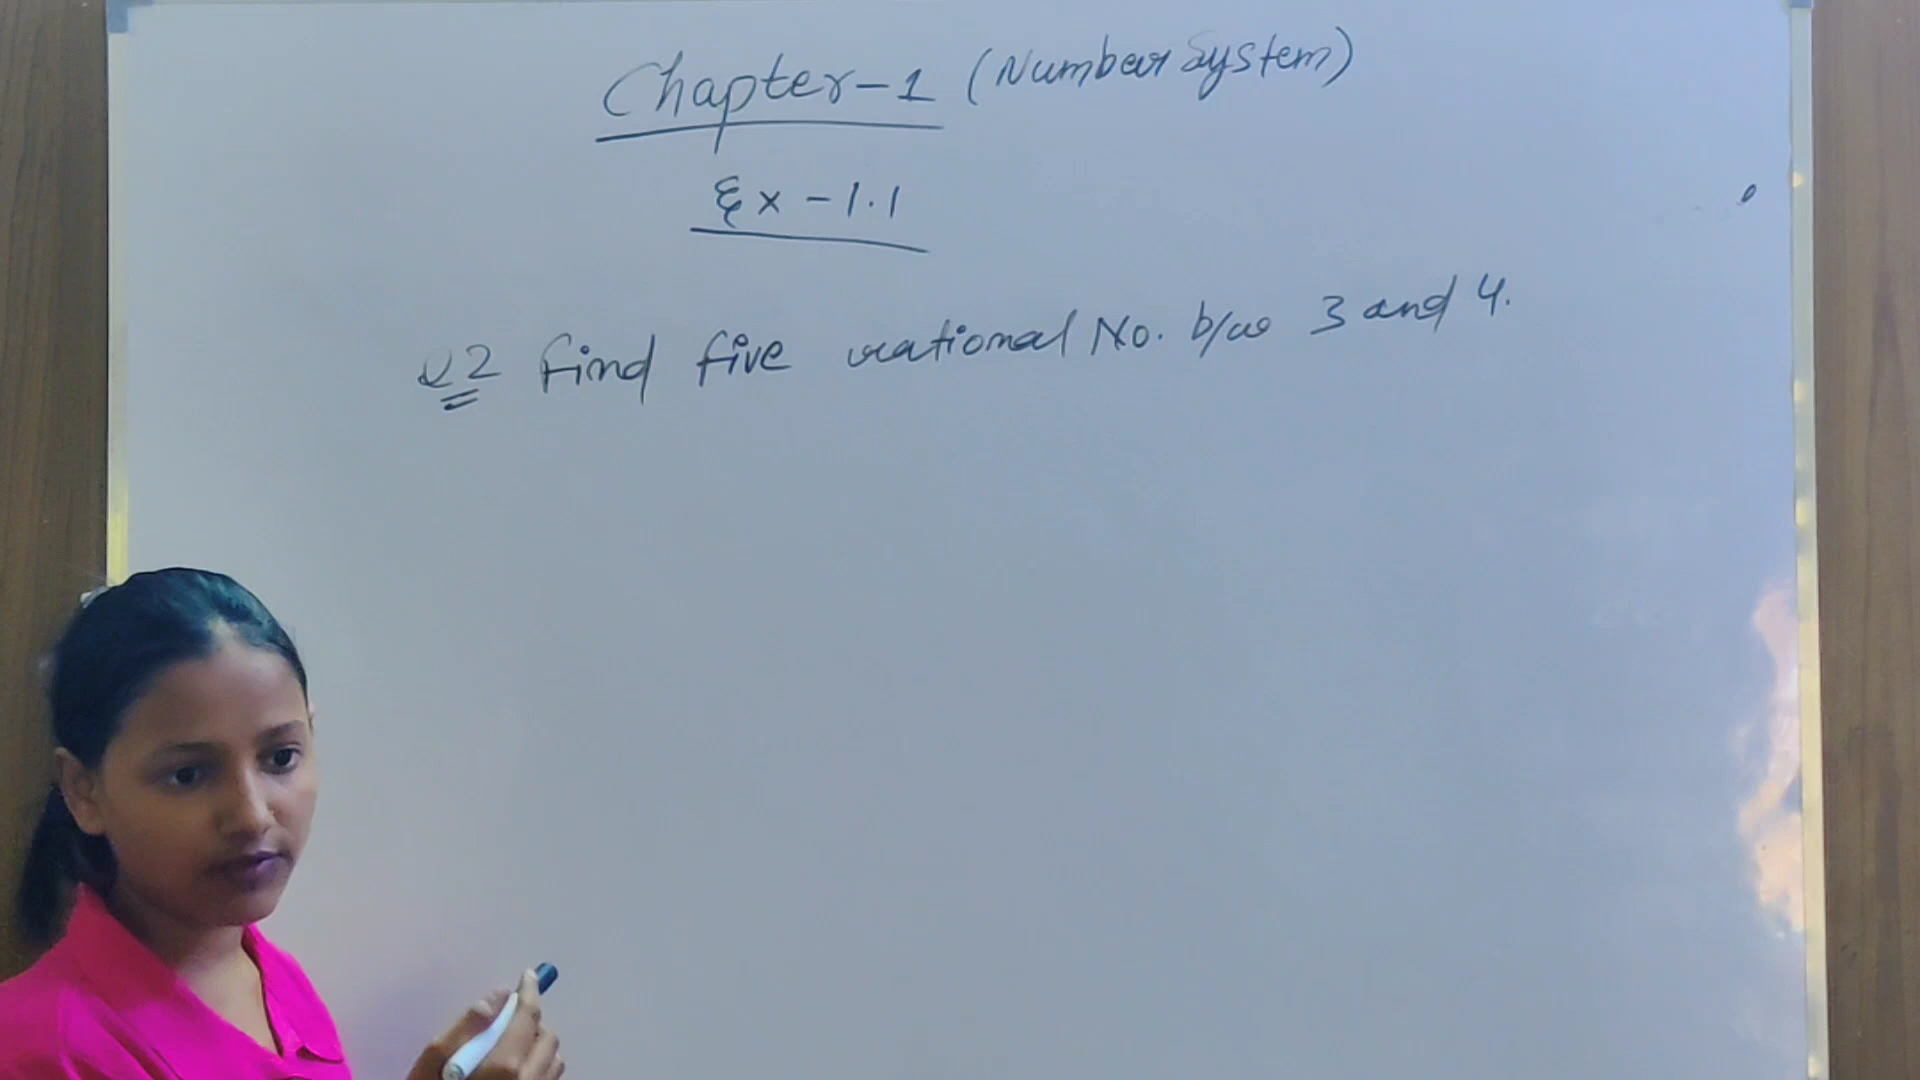 Chapter-1 (Number System)
Ex-1.1
Q2 Find five rational No. b/w 3 and 4.